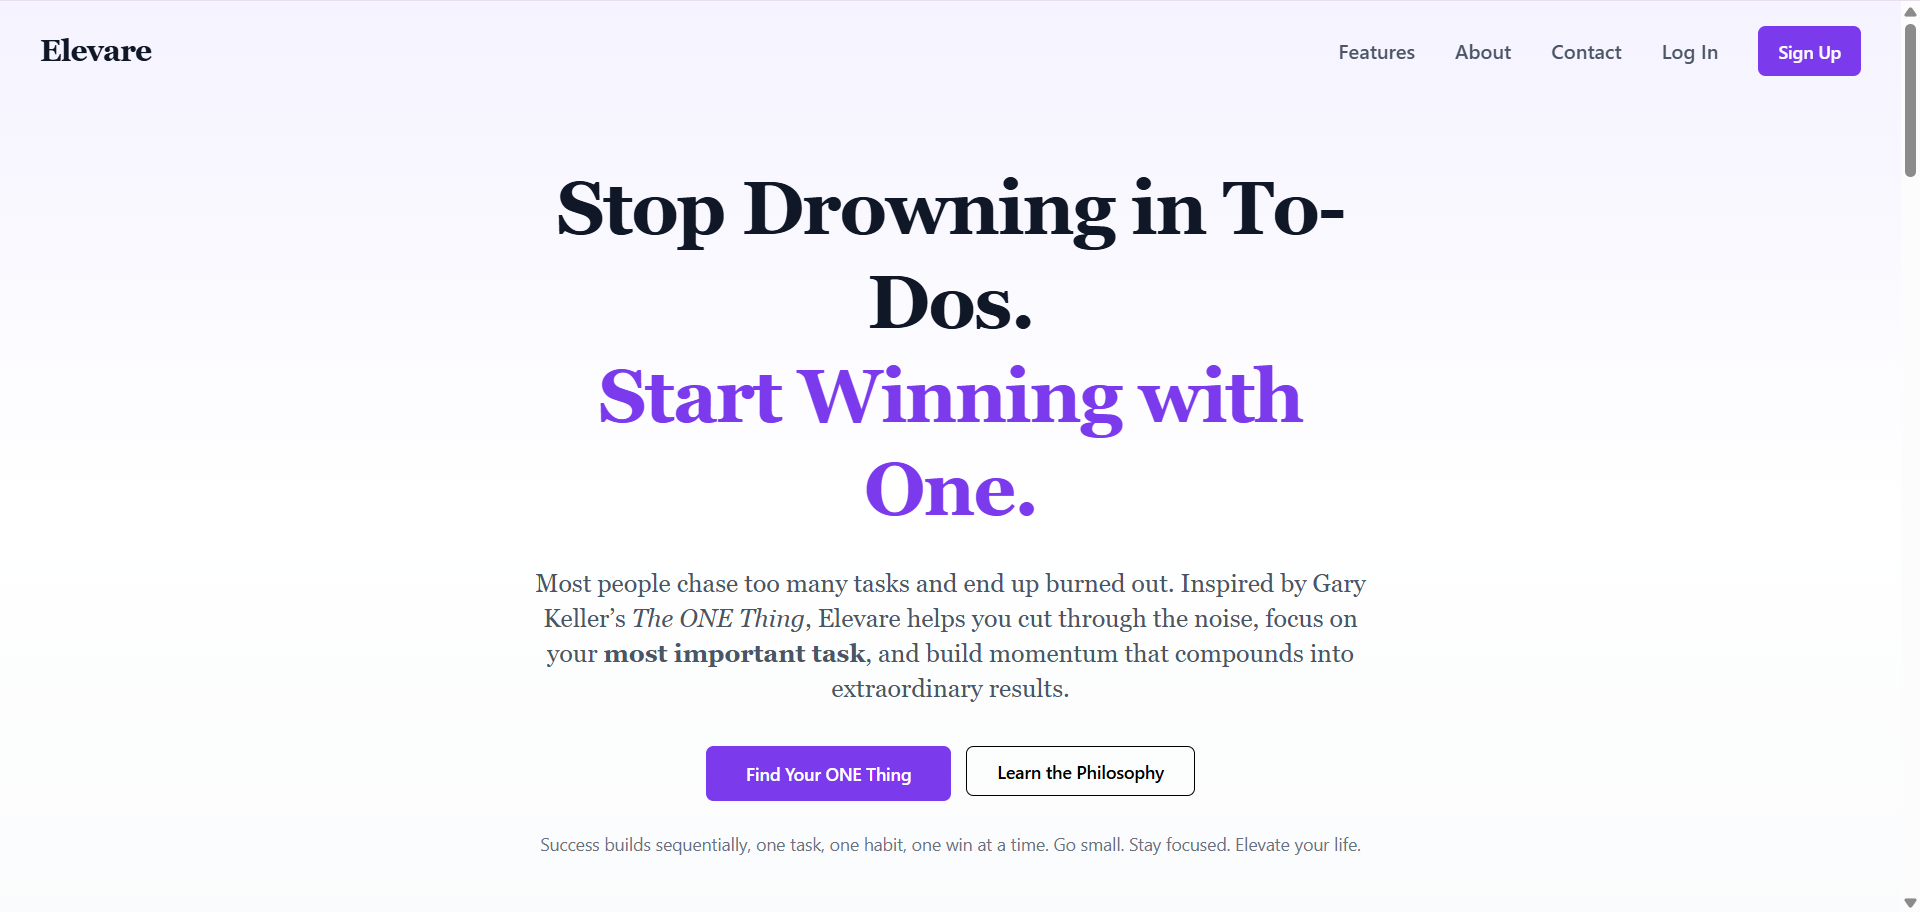 Elevare
Features About Contact Log In Sign Up
Stop Drowning in To-
Dos.
Start Winning with
One.
Most people chase too many tasks and end up burned out. Inspired by Gary
Keller’s The ONE Thing, Elevare helps you cut through the noise, focus on
your most important task, and build momentum that compounds into
extraordinary results.
Find Your ONE Thing Learn the Philosophy
Success builds sequentially, one task, one habit, one win at a time. Go small. Stay focused. Elevate your life.